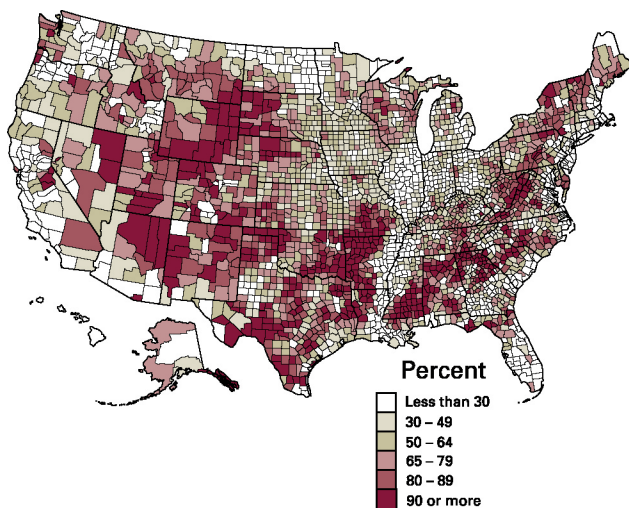 Percent
Less than 30
30 – 49
50 – 64
65 – 79
80 – 89
90 or more